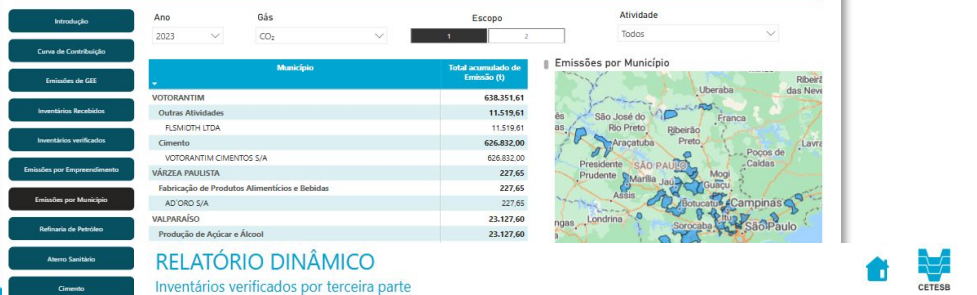 Introdução
Curva de Contribuição
Emissões de GEE
Inventários Recebidos
Inventários verificados
Emissões por Empreendimento
Emissões por Município
Refinaria de Petróleo
Aterro Sanitário
Cimento
Ano
2023
Gás
CO₂
Escopo
1 2
Atividade
Todos
Município Total acumulado de
Emissão (t)
VOTORANTIM 638.351,61
Outras Atividades 11.519,61
FLSMIDTH LTDA 11.519,61
Cimento 626.832,00
VOTORANTIM CIMENTOS S/A 626.832,00
VÁRZEA PAULISTA 227,65
Fabricação de Produtos Alimentícios e Bebidas 227,65
AD'ORO S/A 227,65
VALPARAÍSO 23.127,60
Produção de Açúcar e Álcool 23.127,60
Emissões por Município
Uberaba
das Neve
São José do
Rio Preto
Ribeirão
Preto
Franca
Araçatuba
Lavra
Poços de
Caldas
Presidente
Prudente
SÃO PAULO
Marília
Jaú
Mogi
Guaçu
Assis
Botucatu
Campinas
Londrina
Itu
Sorocaba
São Paulo
RELATÓRIO DINÂMICO
Inventários verificados por terceira parte
CETESB